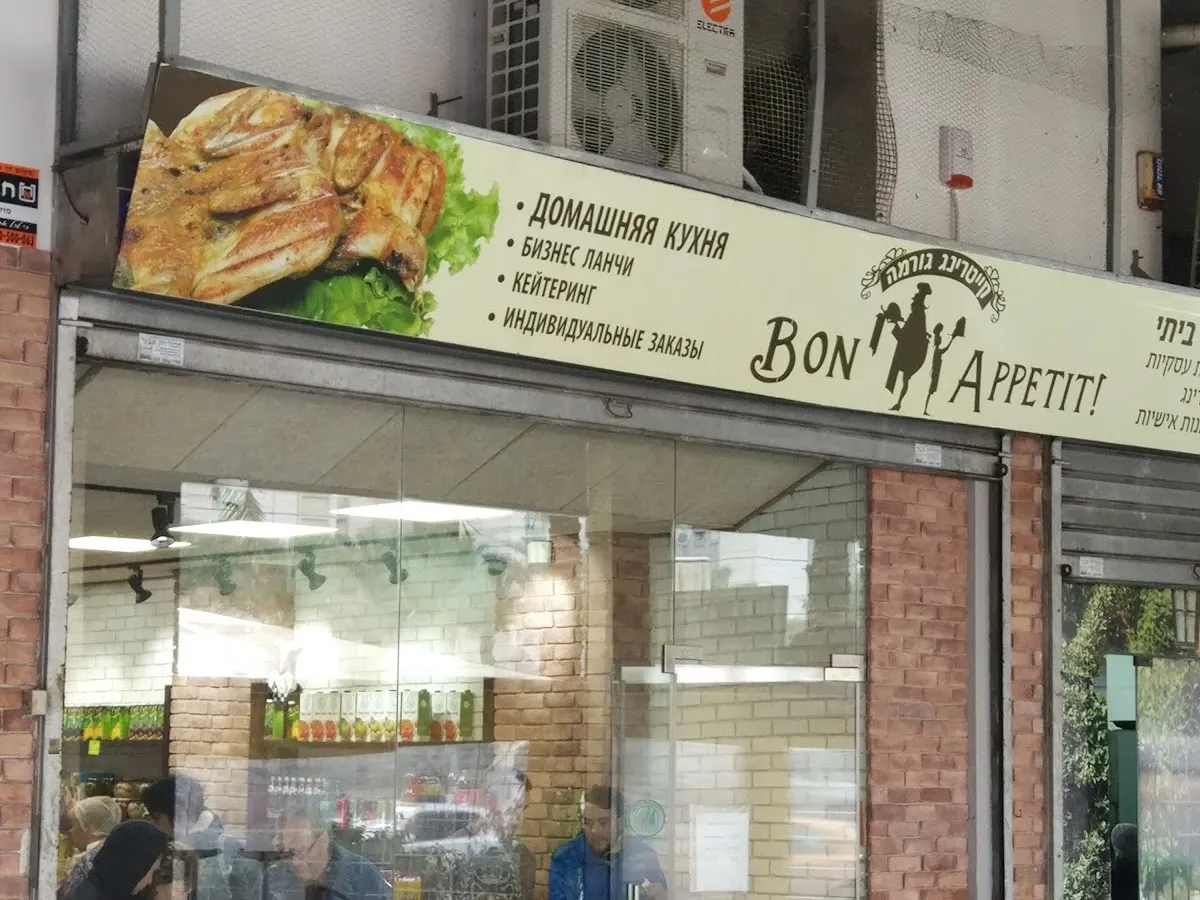 ELECTRA
• ДОМАШНЯЯ КУХНЯ
• БИЗНЕС ЛАНЧИ
• КЕЙТЕРИНГ
• ИНДИВИДУАЛЬНЫЕ ЗАКАЗЫ
קייטרינג גורמה
BON APPETIT!
ביתי
עסקיות
אישיות